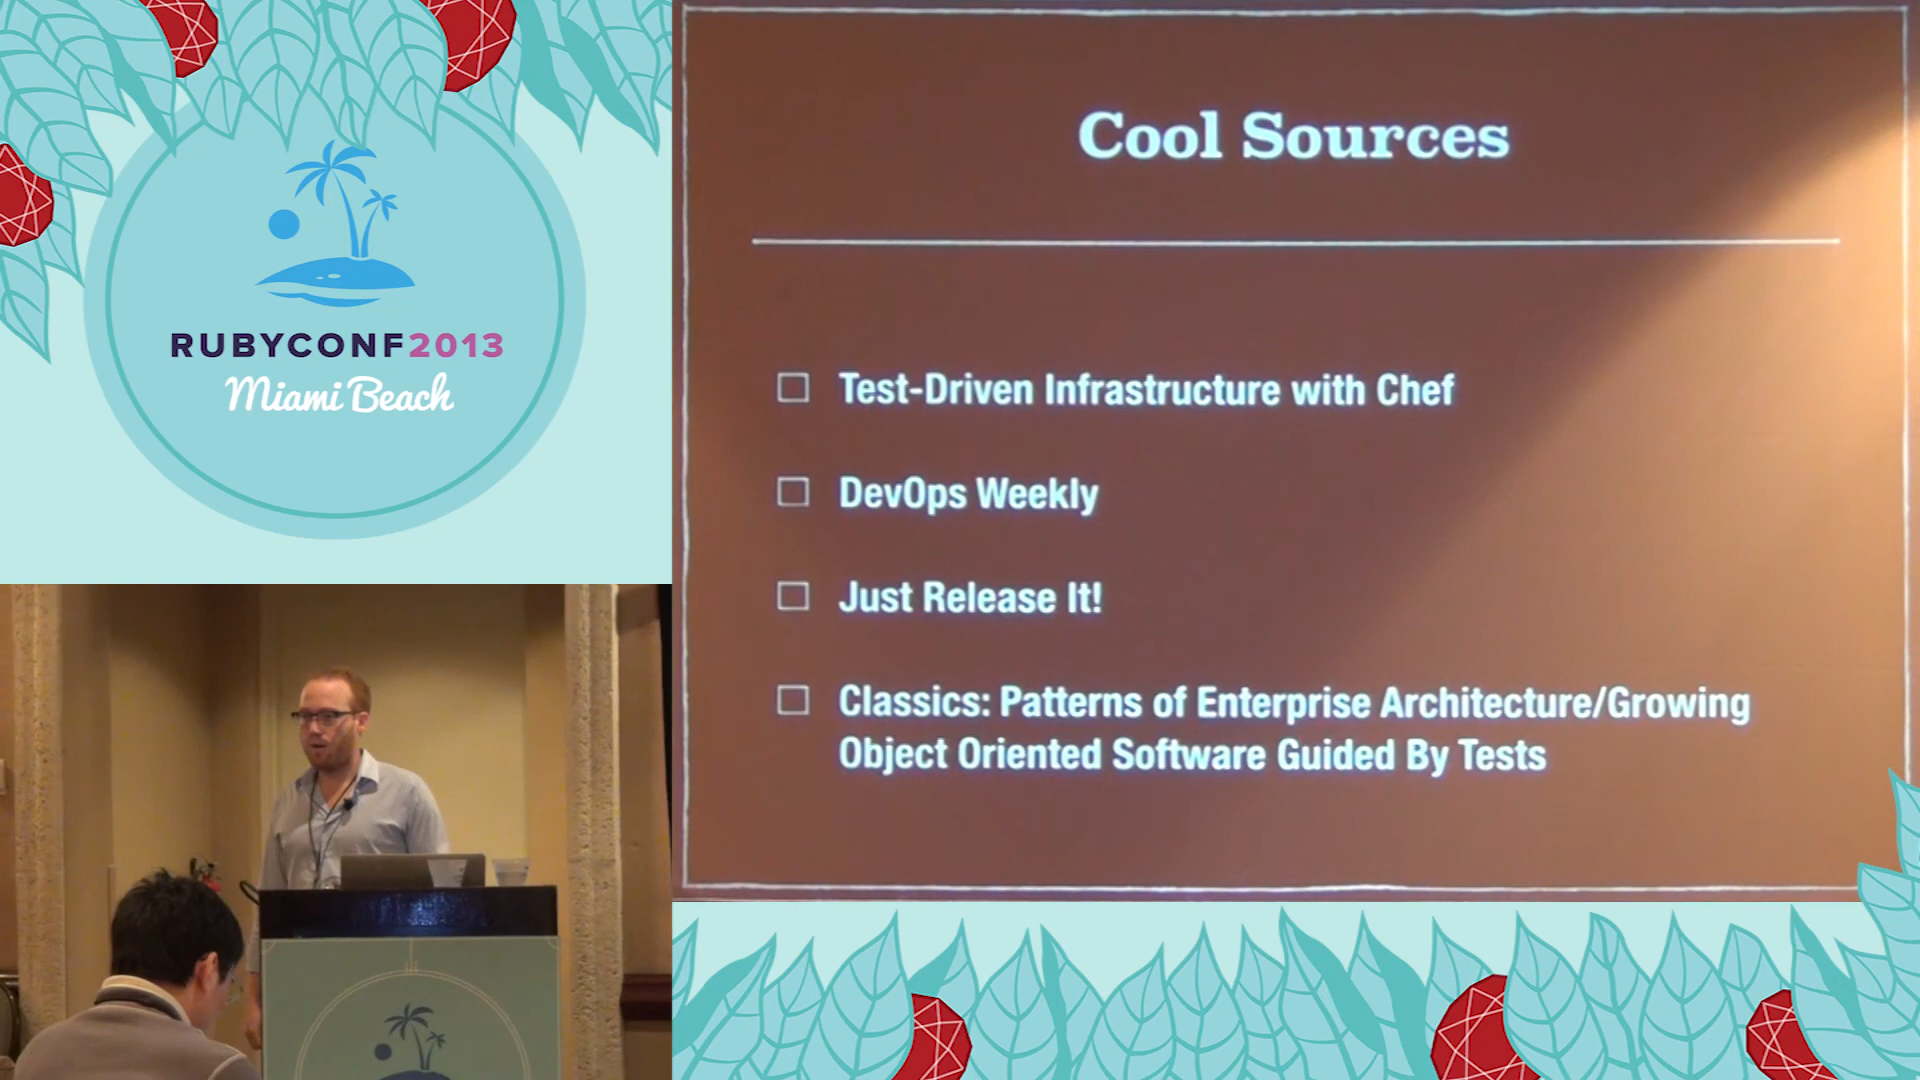 RUBYCONF2013
Miami Beach
Cool Sources
Test-Driven Infrastructure with Chef
DevOps Weekly
Just Release It!
Classics: Patterns of Enterprise Architecture/Growing
Object Oriented Software Guided By Tests